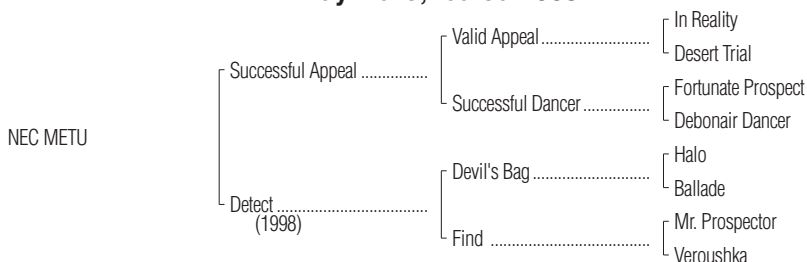 In Reality
Valid Appeal
Desert Trial
Successful Appeal
Fortunate Prospect
Successful Dancer
Debonair Dancer
NEC METU
Halo
Devil's Bag
Ballade
Detect
(1998)
Mr. Prospector
Find
Veroushka